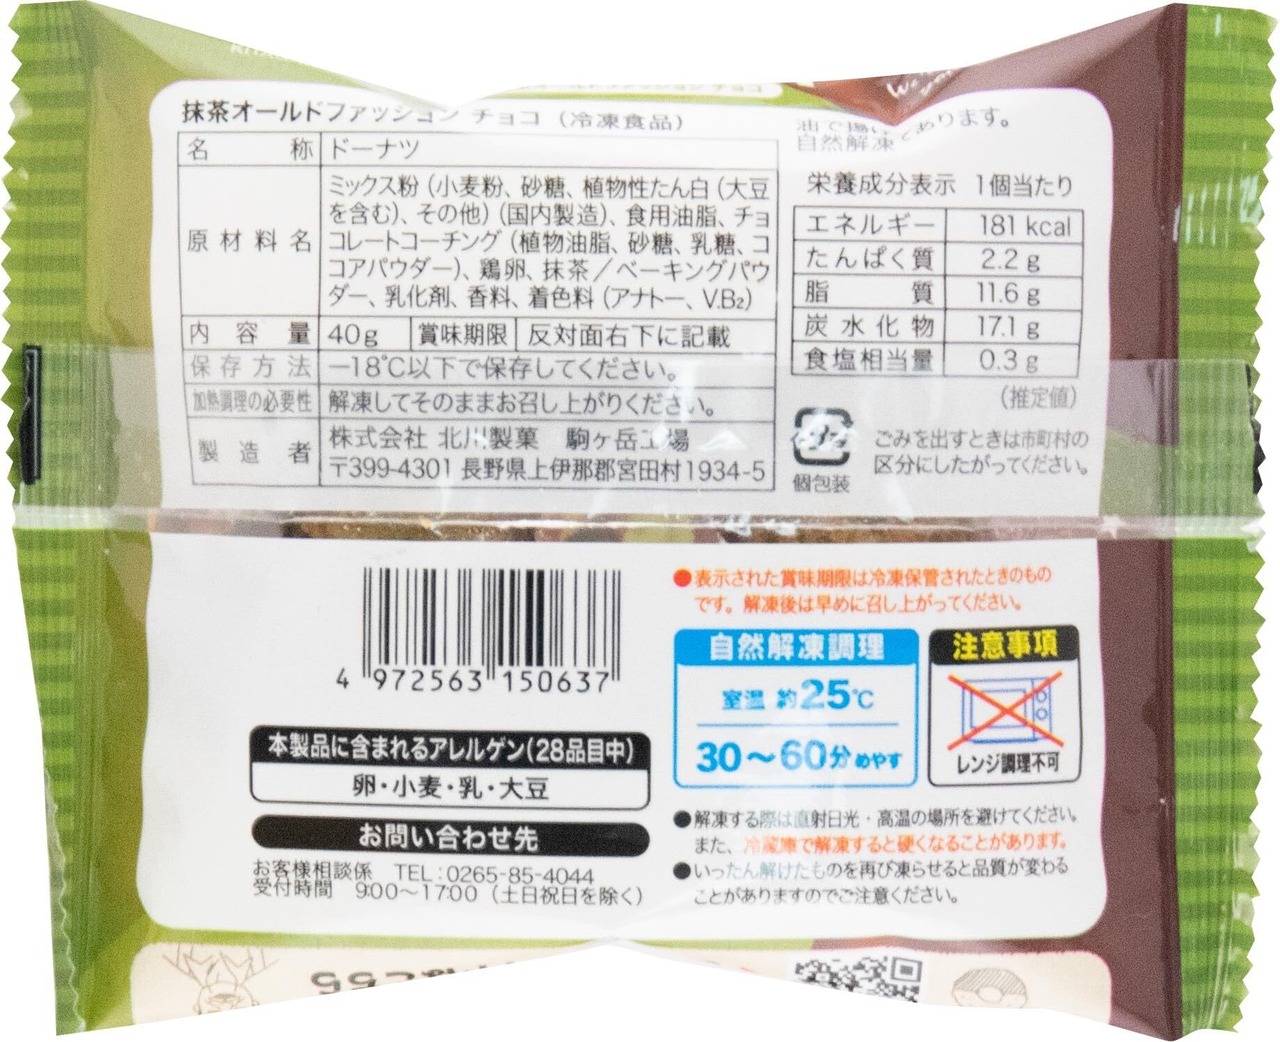 抹茶オールドファッション チョコ（冷凍食品）
名称 ドーナツ
原材料名 ミックス粉（小麦粉、砂糖、植物性たん白（大豆
を含む）、その他）（国内製造）、食用油脂、チョ
コレートコーチング（植物油脂、砂糖、乳糖、コ
コアパウダー）、鶏卵、抹茶／ベーキングパウ
ダー、乳化剤、香料、着色料（アナトー、V.B₂）
内容量 40g 賞味期限 反対面右下に記載
保存方法 −18℃以下で保存してください。
加熱調理の必要性 解凍してそのままお召し上がりください。
製造者 株式会社 北川製菓 駒ヶ岳工場
〒399-4301 長野県上伊那郡宮田村1934-5
あります。
自然解凍
栄養成分表示 1個当たり
エネルギー 181 kcal
たんぱく質 2.2 g
脂質 11.6 g
炭水化物 17.1 g
食塩相当量 0.3 g
（推定値）
プラ
個包装
ごみを出すときは市町村の
区分にしたがってください。
4 972563 150637
本製品に含まれるアレルゲン（28品目中）
卵・小麦・乳・大豆
お問い合わせ先
お客様相談係 TEL：0265-85-4044
受付時間 9:00～17:00（土日祝日を除く）
●表示された賞味期限は冷凍保管されたときのもの
です。解凍後は早めに召し上がってください。
自然解凍調理
室温 約25℃
30～60分めやす
注意事項
レンジ調理不可
●解凍する際は直射日光・高温の場所を避けてください。
また、冷蔵庫で解凍すると硬くなることがあります。
●いったん解けたものを再び凍らせると品質が変わる
ことがありますのでご注意ください。